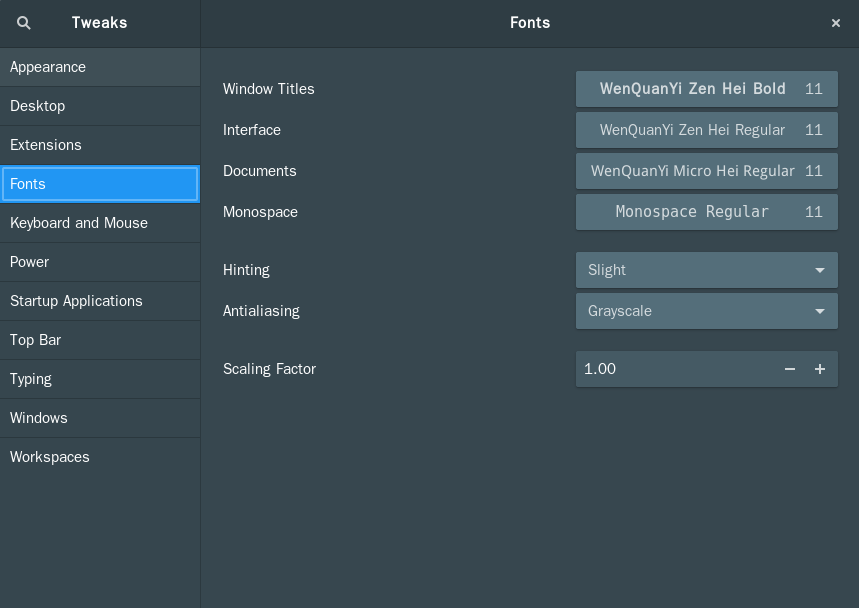 Tweaks
Fonts
Appearance
Desktop
Extensions
Fonts
Keyboard and Mouse
Power
Startup Applications
Top Bar
Typing
Windows
Workspaces
Window Titles WenQuanYi Zen Hei Bold 11
Interface WenQuanYi Zen Hei Regular 11
Documents WenQuanYi Micro Hei Regular 11
Monospace Monospace Regular 11
Hinting Slight
Antialiasing Grayscale
Scaling Factor 1.00